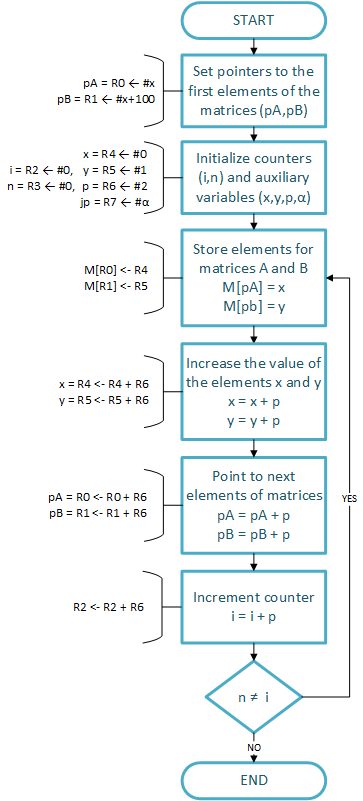 START
pA = R0 ← #x
pB = R1 ← #x+100
Set pointers to the
first elements of the
matrices (pA,pB)
x = R4 ← #0
i = R2 ← #0, y = R5 ← #1
n = R3 ← #0, p = R6 ← #2
jp = R7 ← #α
Initialize counters
(i,n) and auxiliary
variables (x,y,p,α)
M[R0] <- R4
M[R1] <- R5
Store elements for
matrices A and B
M[pA] = x
M[pb] = y
x = R4 <- R4 + R6
y = R5 <- R5 + R6
Increase the value of
the elements x and y
x = x + p
y = y + p
pA = R0 <- R0 + R6
pB = R1 <- R1 + R6
Point to next
elements of matrices
pA = pA + p
pB = pB + p
YES
R2 <- R2 + R6
Increment counter
i = i + p
n ≠ i
NO
END